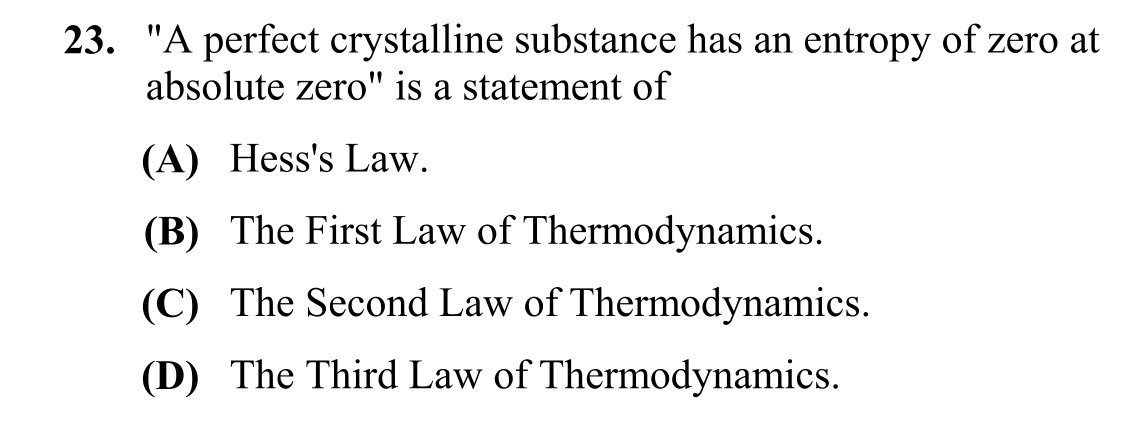 23. "A perfect crystalline substance has an entropy of zero at
absolute zero" is a statement of
(A) Hess's Law.
(B) The First Law of Thermodynamics.
(C) The Second Law of Thermodynamics.
(D) The Third Law of Thermodynamics.